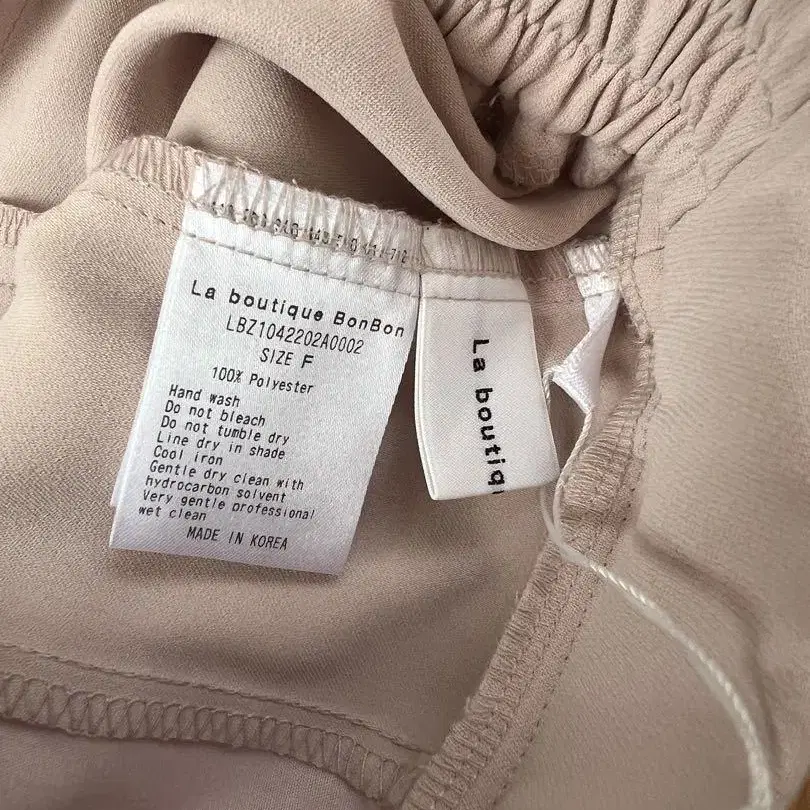 La boutique BonBon
LBZ1042202A0002
SIZE F
100% Polyester
Hand wash
Do not bleach
Do not tumble dry
Line dry in shade
Cool iron
Gentle dry clean with
hydrocarbon solvent
Very gentle professional
wet clean
MADE IN KOREA
La boutiq